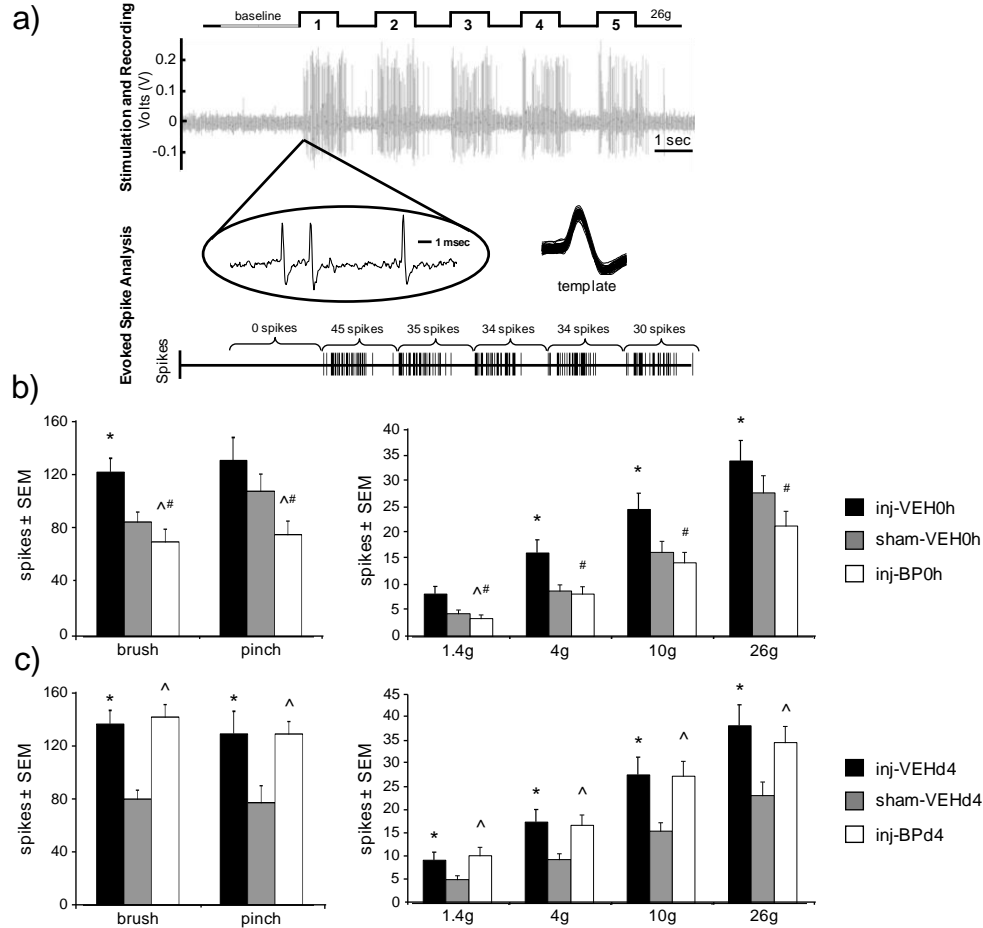 a)
baseline
1
2
3
4
5
26g
Stimulation and Recording
Volts (V)
0.2
0.1
0
-0.1
1 sec
1 msec
template
Evoked Spike Analysis
Spikes
0 spikes
45 spikes
35 spikes
34 spikes
34 spikes
30 spikes
b)
spikes ± SEM
160
120
80
40
0
*
^#
^#
brush
pinch
spikes ± SEM
40
35
30
25
20
15
10
5
0
^#
*
#
*
#
*
#
1.4g
4g
10g
26g
inj-VEH0h
sham-VEH0h
inj-BP0h
c)
spikes ± SEM
160
120
80
40
0
*
^
*
^
brush
pinch
spikes ± SEM
45
40
35
30
25
20
15
10
5
0
*
^
*
^
*
^
*
^
1.4g
4g
10g
26g
inj-VEHd4
sham-VEHd4
inj-BPd4